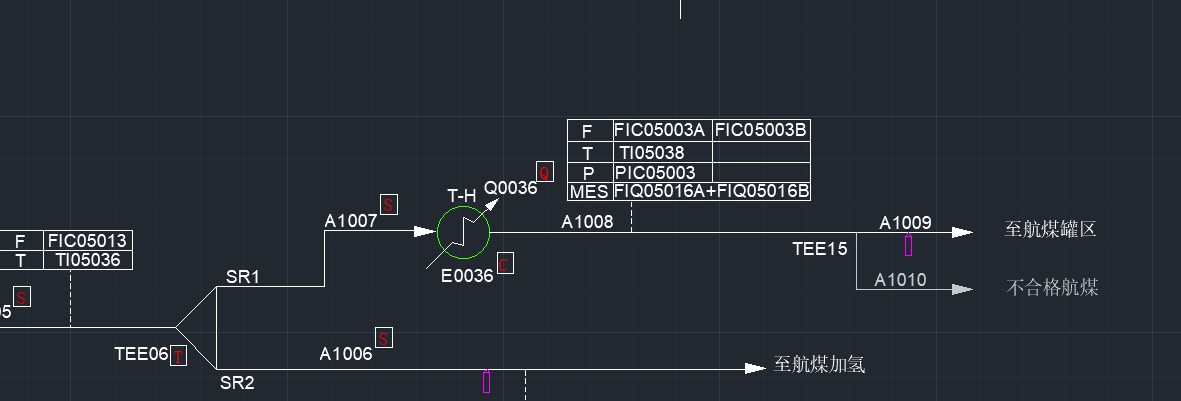 F FIC05003A FIC05003B
T TI05038
P PIC05003
MES FIQ05016A+FIQ05016B
Q
T-H Q0036
S
A1007 A1008 A1009
至航煤罐区
TEE15
F FIC05013
T TI05036
E0036 C
SR1
A1010 不合格航煤
S
05
TEE06 T
A1006 S
至航煤加氢
SR2